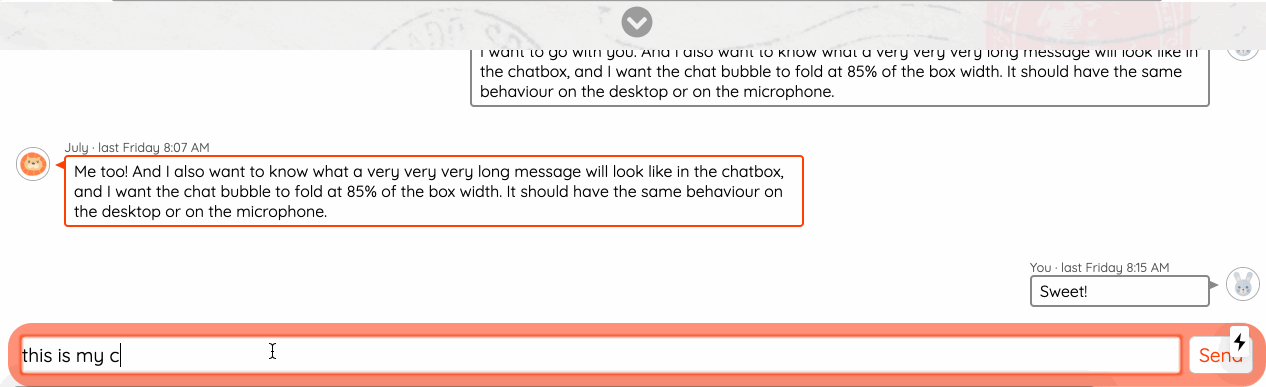 I want to go with you. And I also want to know what a very very very long message will look like in
the chatbox, and I want the chat bubble to fold at 85% of the box width. It should have the same
behaviour on the desktop or on the microphone.
July · last Friday 8:07 AM
Me too! And I also want to know what a very very very long message will look like in the chatbox,
and I want the chat bubble to fold at 85% of the box width. It should have the same behaviour on
the desktop or on the microphone.
You · last Friday 8:15 AM
Sweet!
this is my c
Send